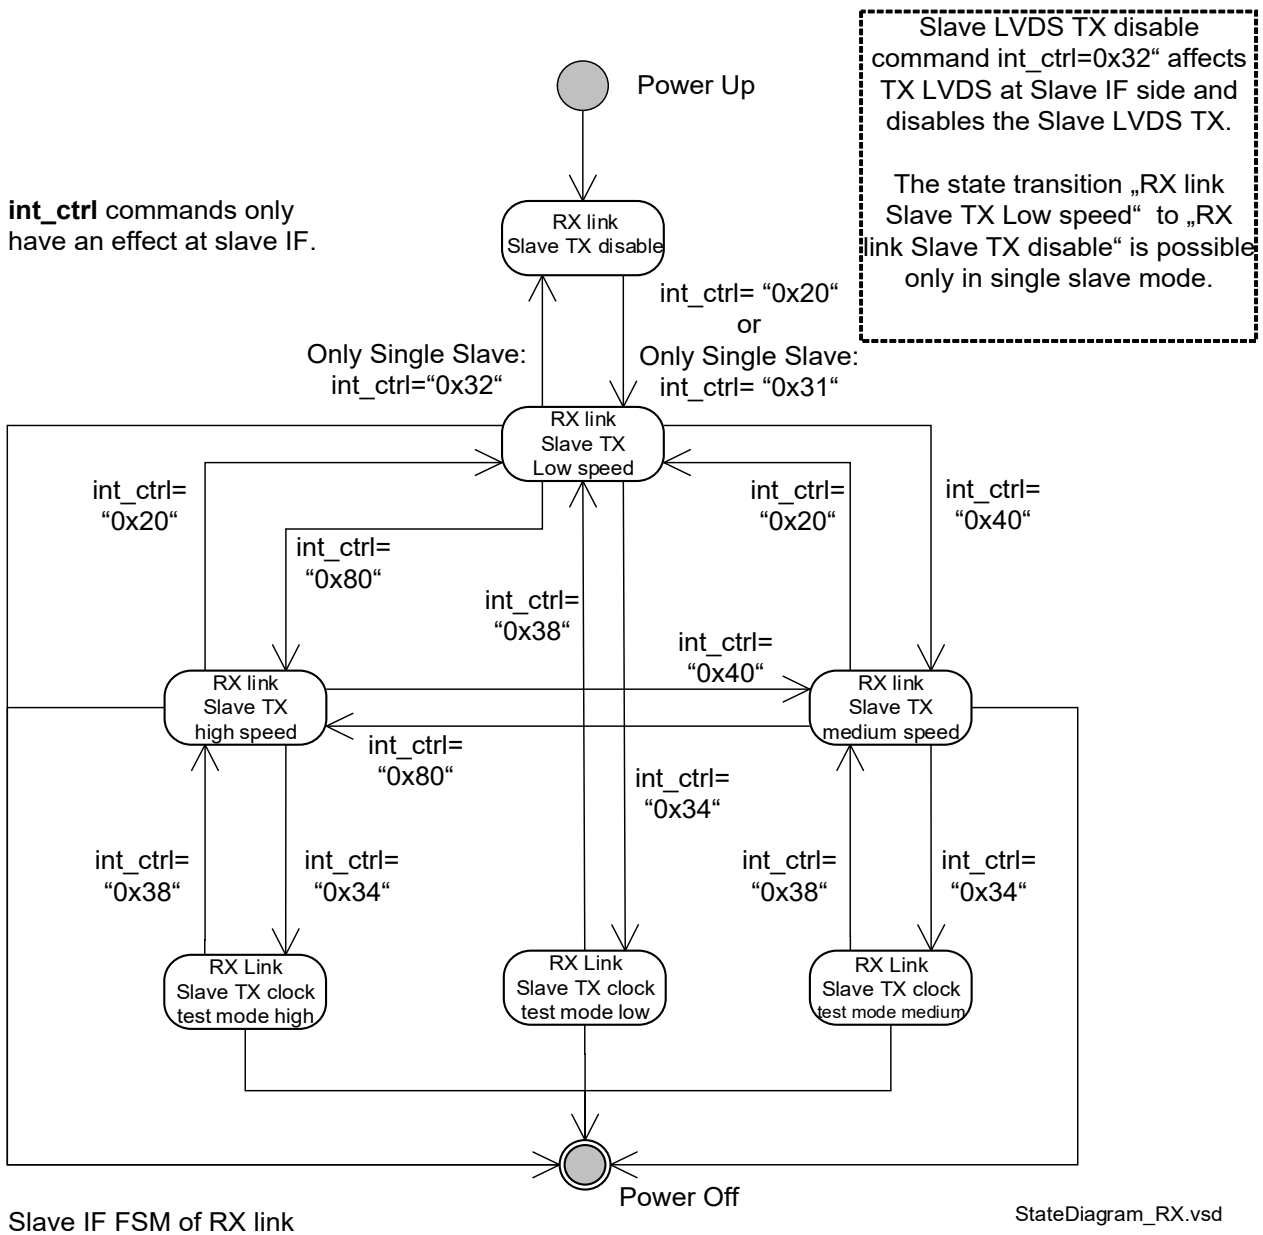 Slave LVDS TX disable
command int_ctrl=0x32“ affects
TX LVDS at Slave IF side and
disables the Slave LVDS TX.
The state transition „RX link
Slave TX Low speed“ to „RX
link Slave TX disable“ is possible
only in single slave mode.
Power Up
int_ctrl commands only
have an effect at slave IF.
RX link
Slave TX disable
int_ctrl= “0x20“
or
Only Single Slave:
int_ctrl= “0x31“
Only Single Slave:
int_ctrl=“0x32“
RX link
Slave TX
Low speed
int_ctrl=
“0x20“
int_ctrl=
“0x80“
int_ctrl=
“0x38“
int_ctrl=
“0x20“
int_ctrl=
“0x40“
int_ctrl=
“0x40“
RX link
Slave TX
high speed
RX link
Slave TX
medium speed
int_ctrl=
“0x80“
int_ctrl=
“0x34“
int_ctrl=
“0x38“
int_ctrl=
“0x34“
int_ctrl=
“0x38“
int_ctrl=
“0x34“
RX Link
Slave TX clock
test mode high
RX Link
Slave TX clock
test mode low
RX Link
Slave TX clock
test mode medium
Power Off
Slave IF FSM of RX link
StateDiagram_RX.vsd